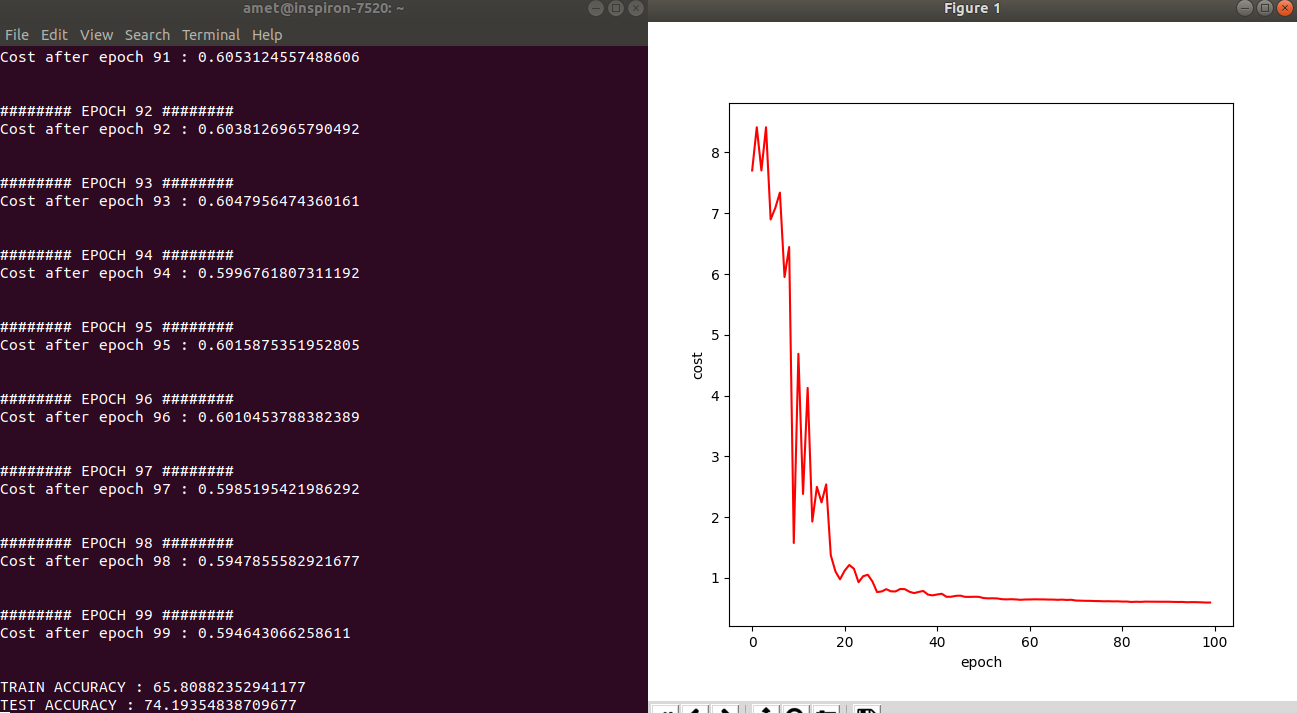 amet@inspiron-7520: ~
File Edit View Search Terminal Help
Cost after epoch 91 : 0.6053124557488606
######## EPOCH 92 ########
Cost after epoch 92 : 0.6038126965790492
######## EPOCH 93 ########
Cost after epoch 93 : 0.6047956474360161
######## EPOCH 94 ########
Cost after epoch 94 : 0.5996761807311192
######## EPOCH 95 ########
Cost after epoch 95 : 0.6015875351952805
######## EPOCH 96 ########
Cost after epoch 96 : 0.6010453788382389
######## EPOCH 97 ########
Cost after epoch 97 : 0.5985195421986292
######## EPOCH 98 ########
Cost after epoch 98 : 0.5947855582921677
######## EPOCH 99 ########
Cost after epoch 99 : 0.594643066258611
TRAIN ACCURACY : 65.80882352941177
TEST ACCURACY : 74.19354838709677
Figure 1
8
7
6
5
4
3
2
1
cost
0 20 40 60 80 100
epoch